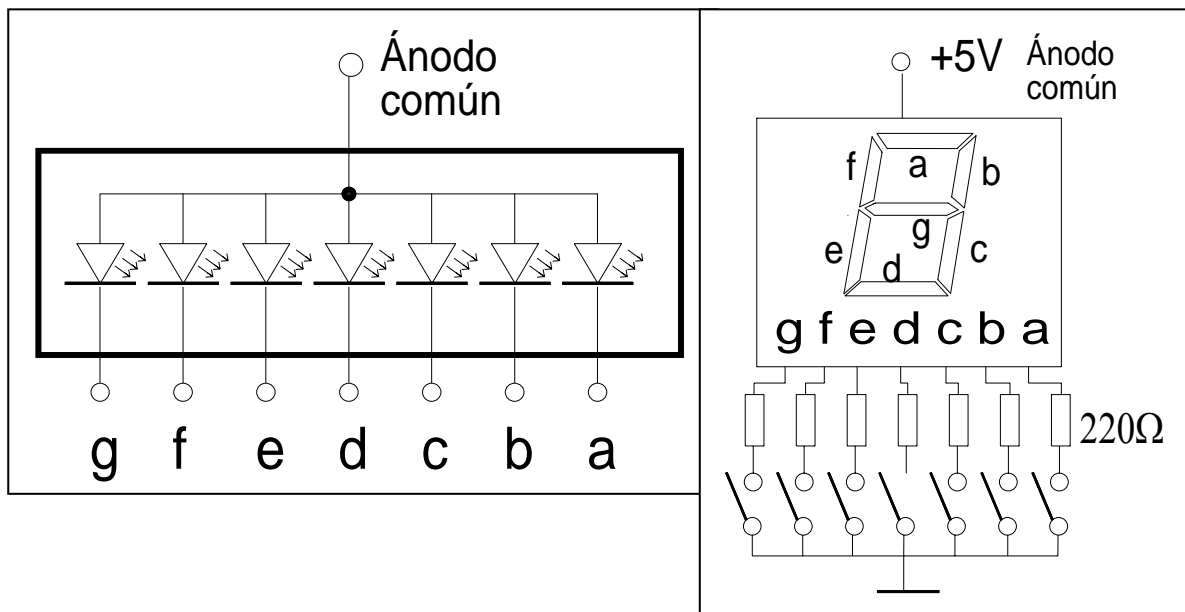 Ánodo
común
g f e d c b a
+5V Ánodo
común
f a b
g
e d c
g f e d c b a
220Ω